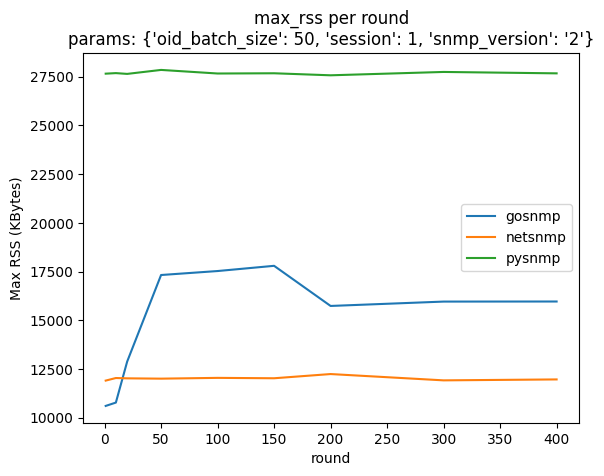 max_rss per round
params: {'oid_batch_size': 50, 'session': 1, 'snmp_version': '2'}
27500
25000
22500
20000
17500
15000
12500
10000
Max RSS (KBytes)
gosnmp
netsnmp
pysnmp
0 50 100 150 200 250 300 350 400
round